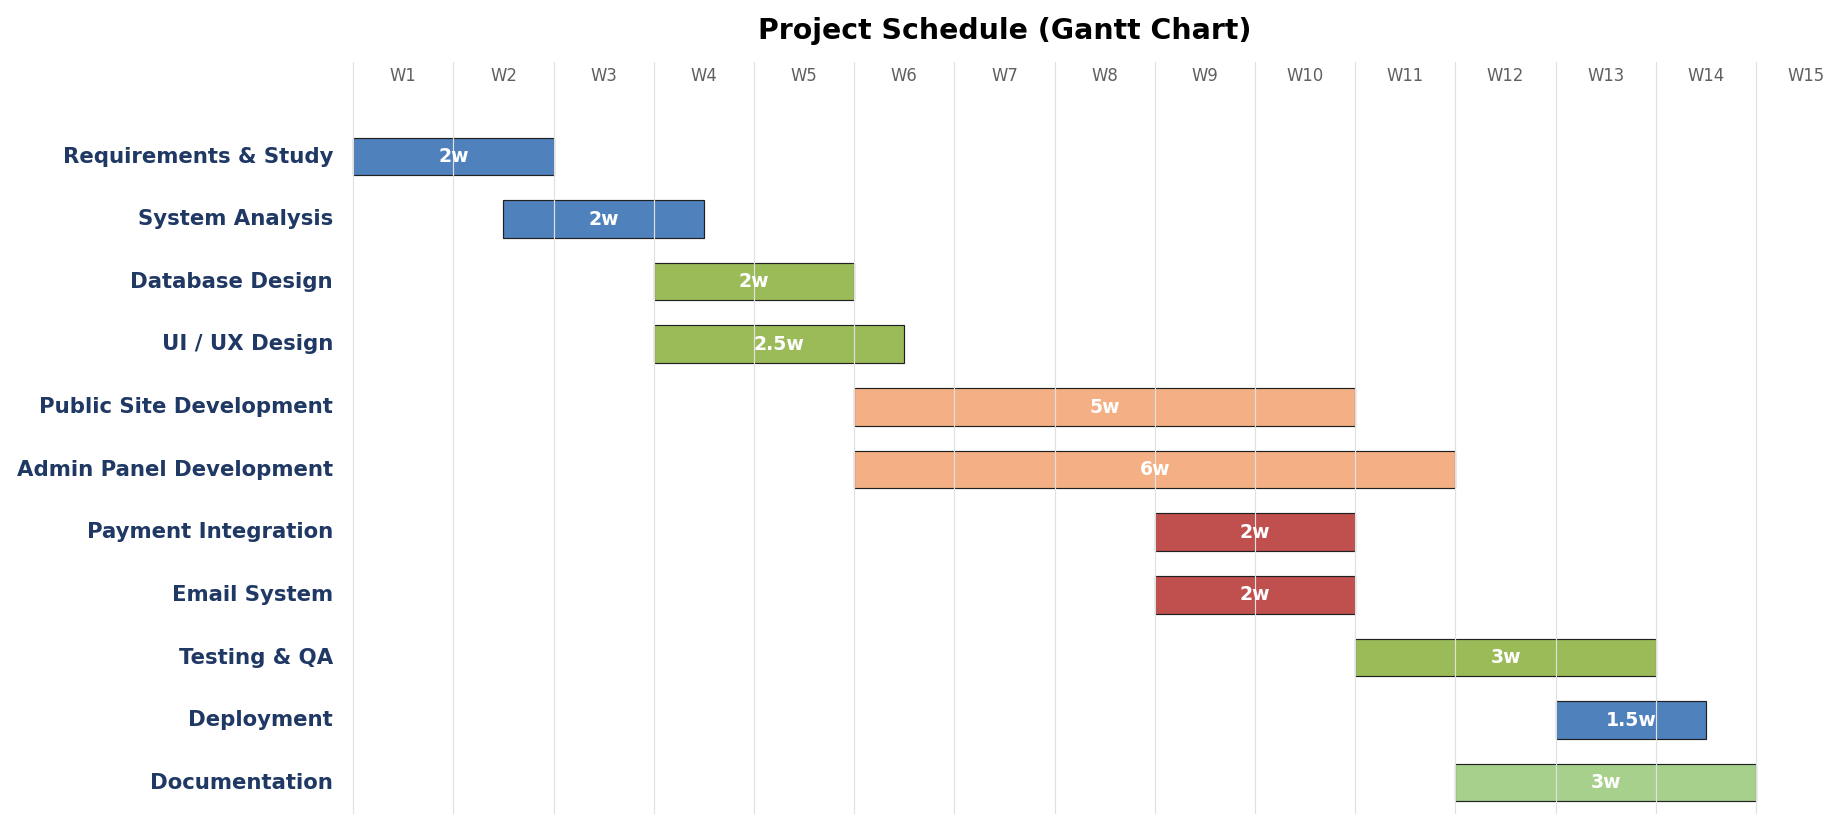 Project Schedule (Gantt Chart)
W1 W2 W3 W4 W5 W6 W7 W8 W9 W10 W11 W12 W13 W14 W15
Requirements & Study 2w
System Analysis 2w
Database Design 2w
UI / UX Design 2.5w
Public Site Development 5w
Admin Panel Development 6w
Payment Integration 2w
Email System 2w
Testing & QA 3w
Deployment 1.5w
Documentation 3w